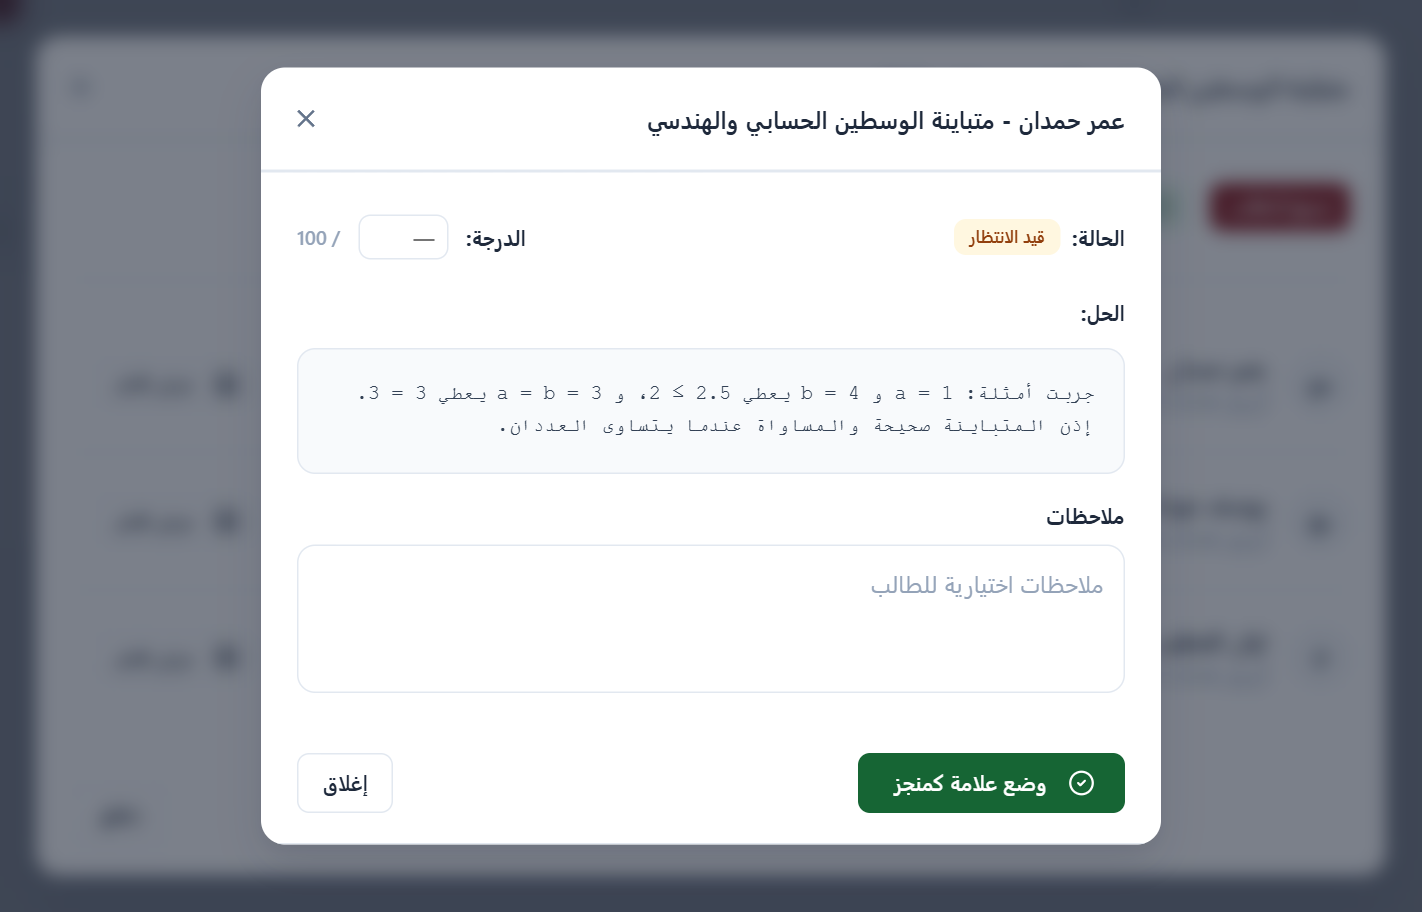 عمر حمدان - متباينة الوسطين الحسابي والهندسي
الحالة: قيد الانتظار
الدرجة: — / 100
الحل:
جربت أمثلة: a = 1 و b = 4 يعطي 2.5 ≥ 2، و a = b = 3 يعطي 3 = 3.
إذن المتباينة صحيحة والمساواة عندما يتساوى العددان.
ملاحظات
ملاحظات اختيارية للطالب
وضع علامة كمنجز
إغلاق